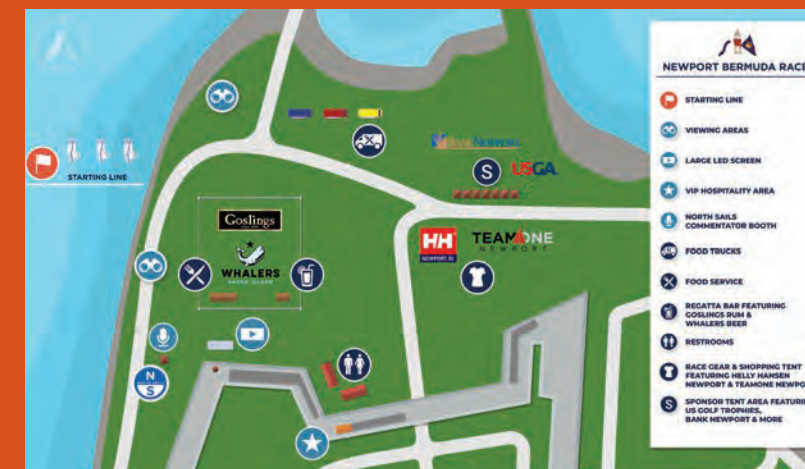 STARTING LINE
Goslings
WHALERS
RHODE ISLAND
NEWPORT
S
USGA
HH
NEWPORT, RI
TEAMONE
NEWPORT
N
S
NEWPORT BERMUDA RACE
STARTING LINE
VIEWING AREAS
LARGE LED SCREEN
VIP HOSPITALITY AREA
NORTH SAILS
COMMENTATOR BOOTH
FOOD TRUCKS
FOOD SERVICE
REGATTA BAR FEATURING
GOSLINGS RUM &
WHALERS BEER
RESTROOMS
RACE GEAR & SHOPPING TENT
FEATURING HELLY HANSEN
NEWPORT & TEAMONE NEWPO
S
SPONSOR TENT AREA FEATURI
US GOLF TROPHIES,
BANK NEWPORT & MORE